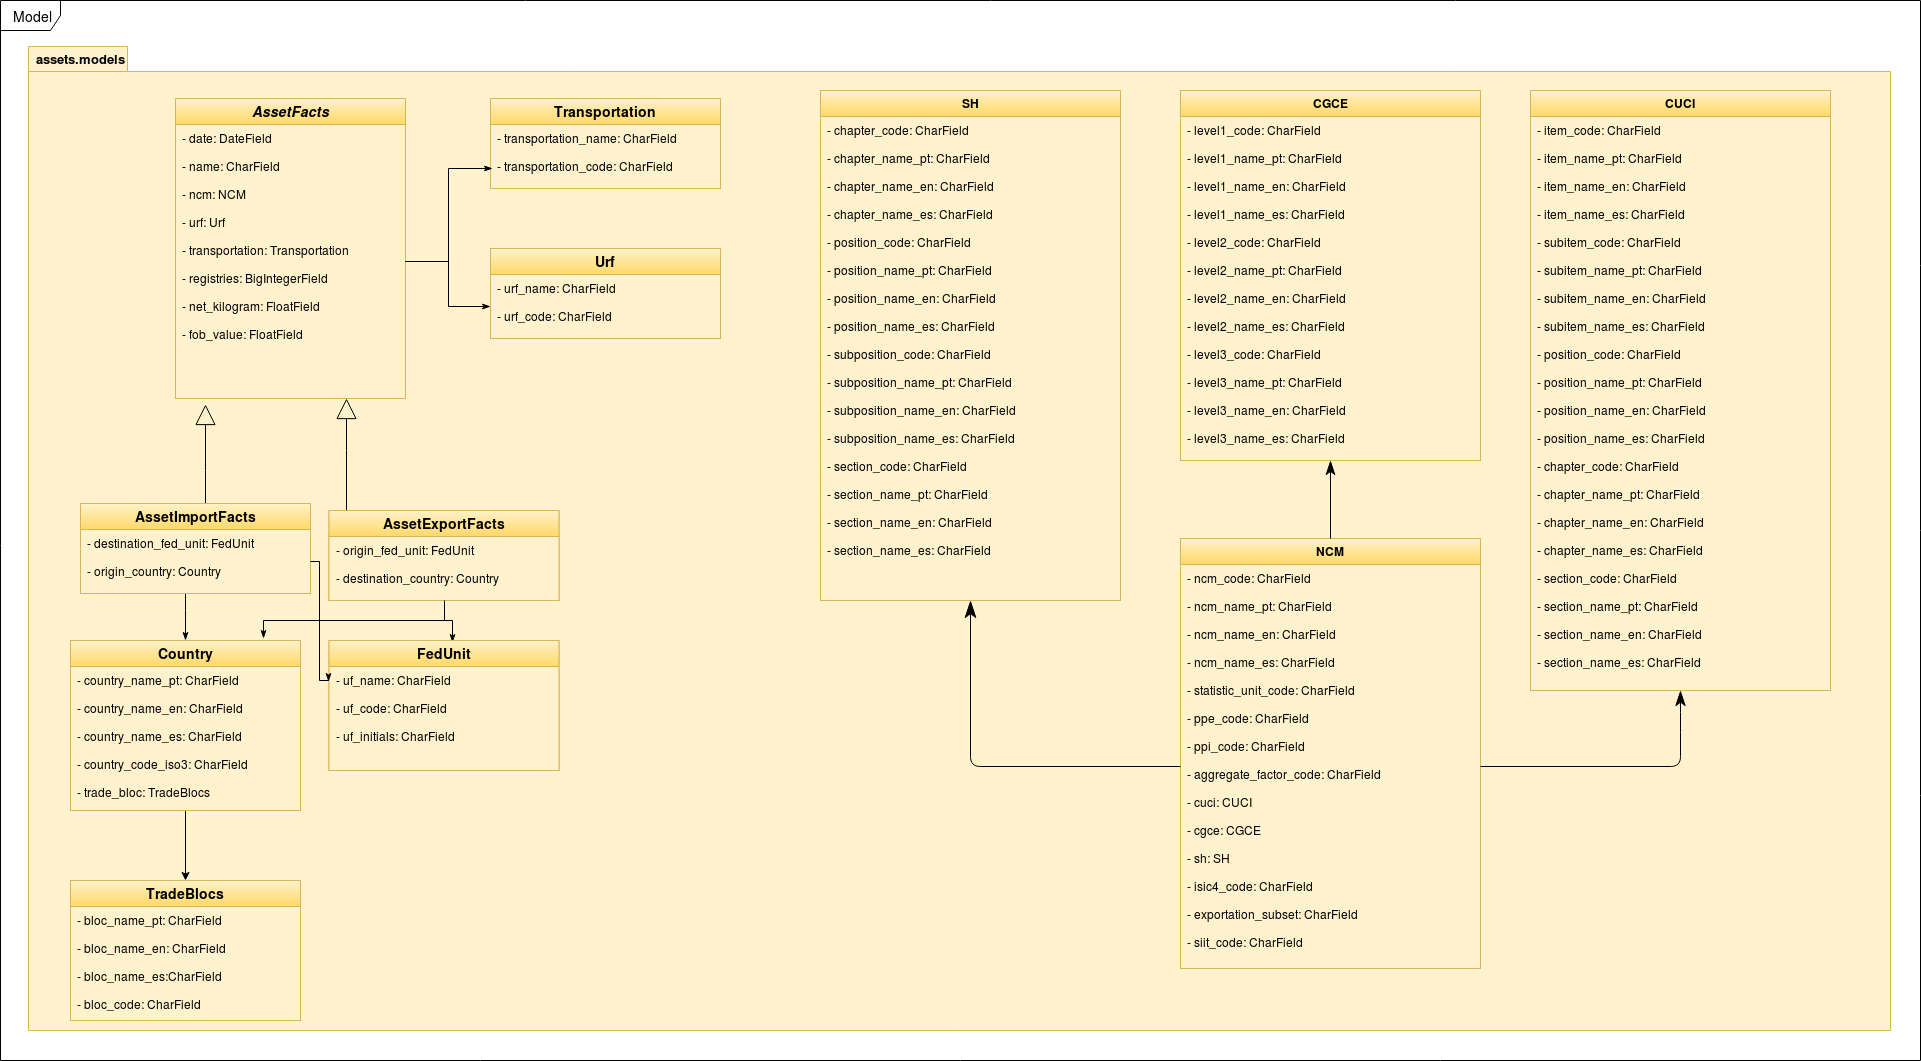 Model
assets.models
AssetFacts
- date: DateField
- name: CharField
- ncm: NCM
- urf: Urf
- transportation: Transportation
- registries: BigIntegerField
- net_kilogram: FloatField
- fob_value: FloatField
Transportation
- transportation_name: CharField
- transportation_code: CharField
Urf
- urf_name: CharField
- urf_code: CharField
AssetImportFacts
- destination_fed_unit: FedUnit
- origin_country: Country
AssetExportFacts
- origin_fed_unit: FedUnit
- destination_country: Country
Country
- country_name_pt: CharField
- country_name_en: CharField
- country_name_es: CharField
- country_code_iso3: CharField
- trade_bloc: TradeBlocs
FedUnit
- uf_name: CharField
- uf_code: CharField
- uf_initials: CharField
TradeBlocs
- bloc_name_pt: CharField
- bloc_name_en: CharField
- bloc_name_es:CharField
- bloc_code: CharField
SH
- chapter_code: CharField
- chapter_name_pt: CharField
- chapter_name_en: CharField
- chapter_name_es: CharField
- position_code: CharField
- position_name_pt: CharField
- position_name_en: CharField
- position_name_es: CharField
- subposition_code: CharField
- subposition_name_pt: CharField
- subposition_name_en: CharField
- subposition_name_es: CharField
- section_code: CharField
- section_name_pt: CharField
- section_name_en: CharField
- section_name_es: CharField
CGCE
- level1_code: CharField
- level1_name_pt: CharField
- level1_name_en: CharField
- level1_name_es: CharField
- level2_code: CharField
- level2_name_pt: CharField
- level2_name_en: CharField
- level2_name_es: CharField
- level3_code: CharField
- level3_name_pt: CharField
- level3_name_en: CharField
- level3_name_es: CharField
NCM
- ncm_code: CharField
- ncm_name_pt: CharField
- ncm_name_en: CharField
- ncm_name_es: CharField
- statistic_unit_code: CharField
- ppe_code: CharField
- ppi_code: CharField
- aggregate_factor_code: CharField
- cuci: CUCI
- cgce: CGCE
- sh: SH
- isic4_code: CharField
- exportation_subset: CharField
- siit_code: CharField
CUCI
- item_code: CharField
- item_name_pt: CharField
- item_name_en: CharField
- item_name_es: CharField
- subitem_code: CharField
- subitem_name_pt: CharField
- subitem_name_en: CharField
- subitem_name_es: CharField
- position_code: CharField
- position_name_pt: CharField
- position_name_en: CharField
- position_name_es: CharField
- chapter_code: CharField
- chapter_name_pt: CharField
- chapter_name_en: CharField
- chapter_name_es: CharField
- section_code: CharField
- section_name_pt: CharField
- section_name_en: CharField
- section_name_es: CharField